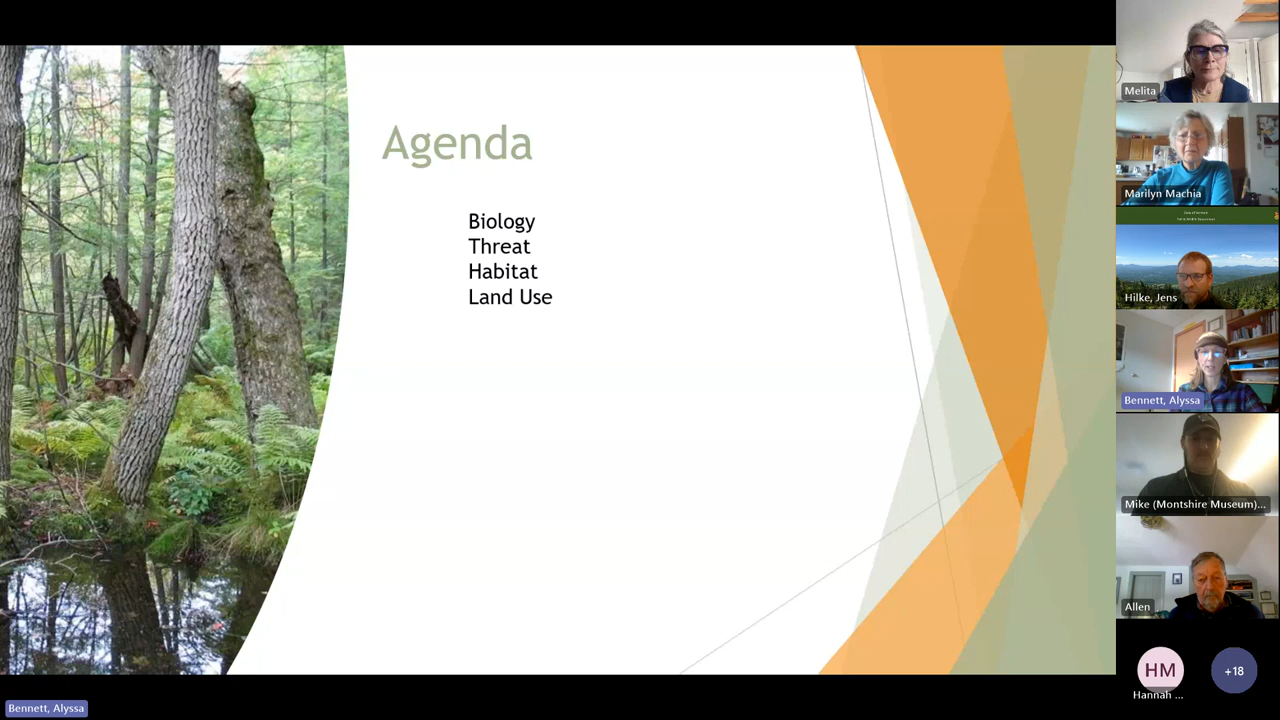 Agenda
Biology
Threat
Habitat
Land Use
Melita
Marilyn Machia
Hilke, Jens
Bennett, Alyssa
Mike (Montshire Museum)...
Allen
HM
+18
Hannah ...
Bennett, Alyssa